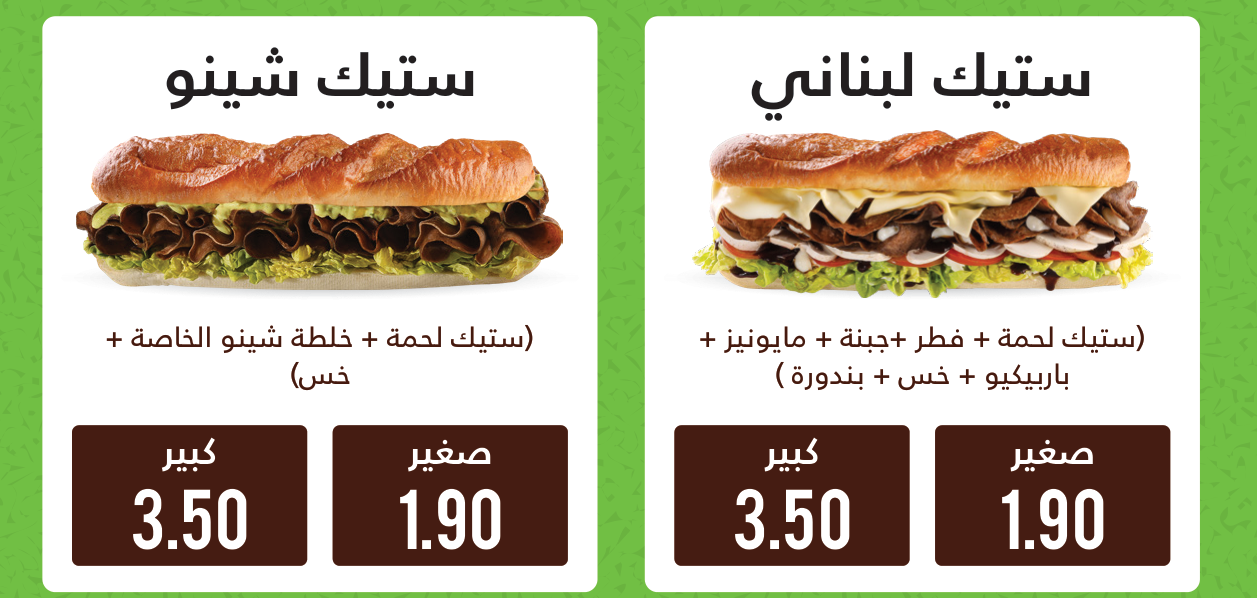 ستيك لبناني
(ستيك لحمة + فطر +جبنة + مايونيز +
باربيكيو + خس + بندورة )
صغير
1.90
كبير
3.50
ستيك شينو
(ستيك لحمة + خلطة شينو الخاصة +
خس)
صغير
1.90
كبير
3.50